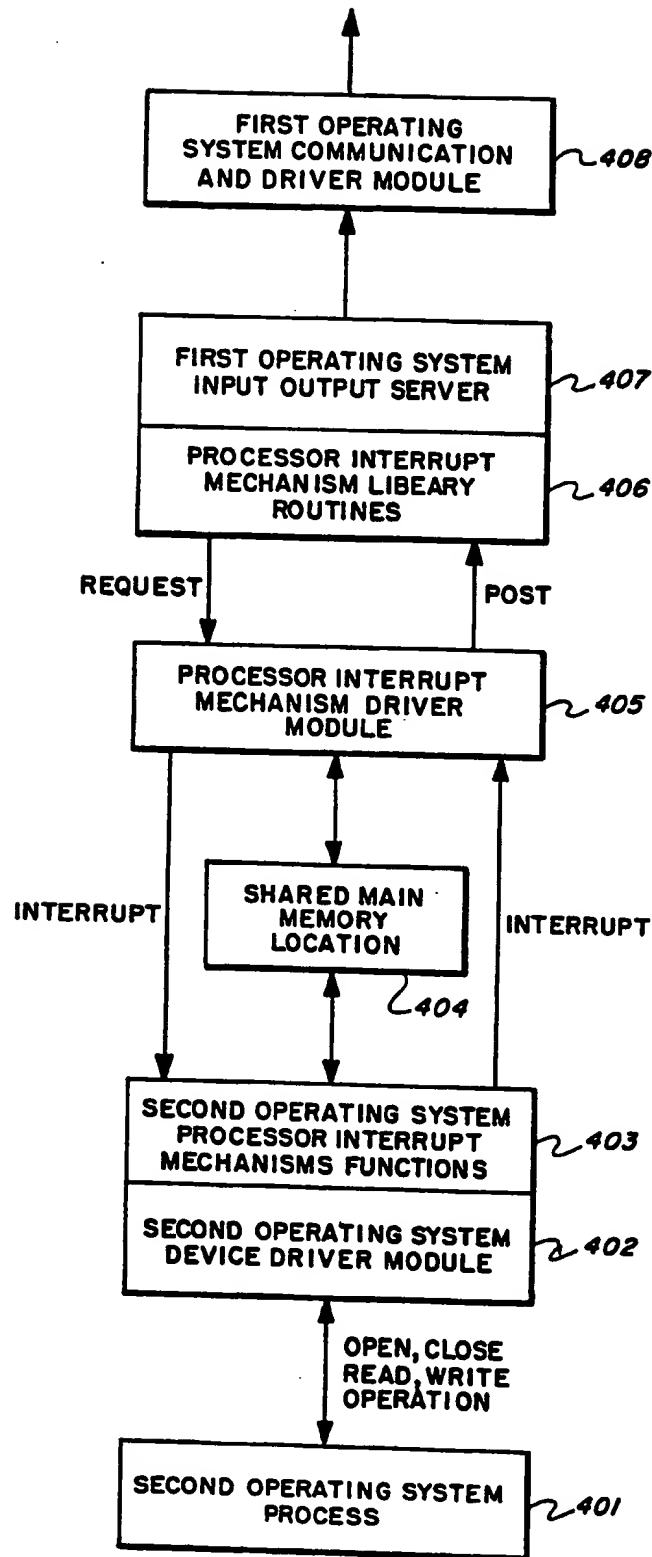 FIRST OPERATING
SYSTEM COMMUNICATION
AND DRIVER MODULE
408
FIRST OPERATING SYSTEM
INPUT OUTPUT SERVER
407
PROCESSOR INTERRUPT
MECHANISM LIBEARY
ROUTINES
406
REQUEST
POST
PROCESSOR INTERRUPT
MECHANISM DRIVER
MODULE
405
INTERRUPT
SHARED MAIN
MEMORY
LOCATION
INTERRUPT
404
SECOND OPERATING SYSTEM
PROCESSOR INTERRUPT
MECHANISMS FUNCTIONS
403
SECOND OPERATING SYSTEM
DEVICE DRIVER MODULE
402
OPEN, CLOSE
READ, WRITE
OPERATION
SECOND OPERATING SYSTEM
PROCESS
401